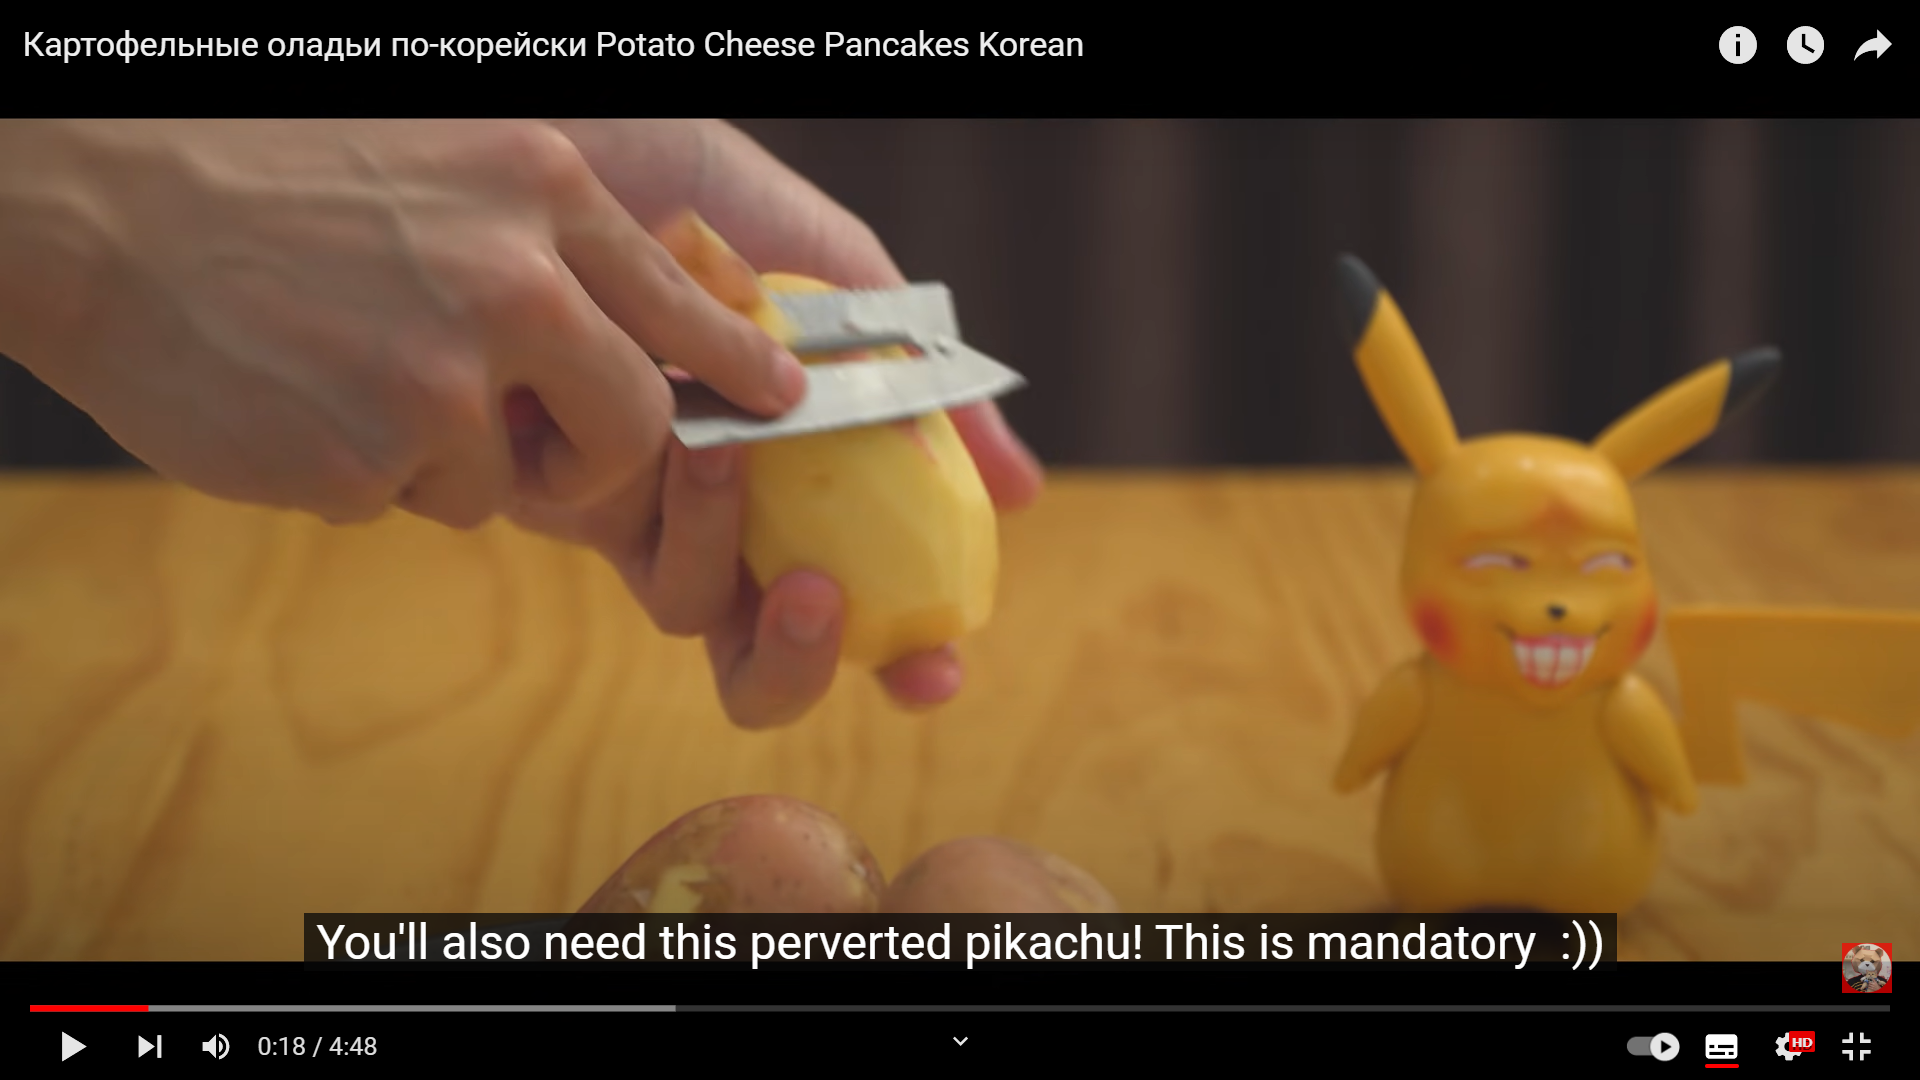 Картофельные оладьи по-корейски Potato Cheese Pancakes Korean
You'll also need this perverted pikachu! This is mandatory :))
0:18 / 4:48
HD